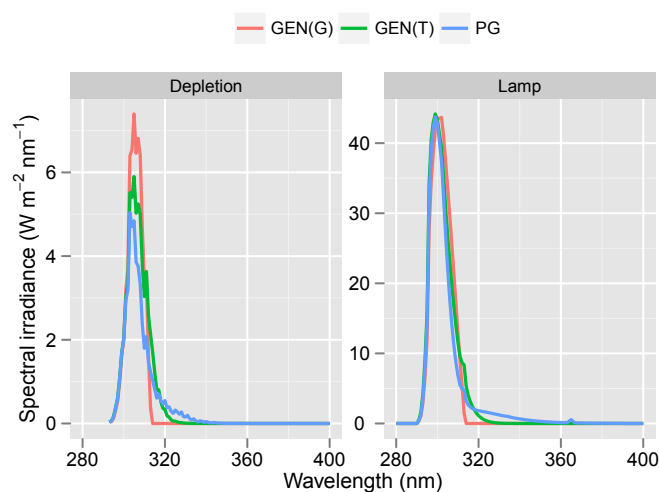 GEN(G) GEN(T) PG
Depletion Lamp
Spectral irradiance (W m⁻² nm⁻¹)
6
4
2
0
40
30
20
10
0
280 320 360 400 280 320 360 400
Wavelength (nm)